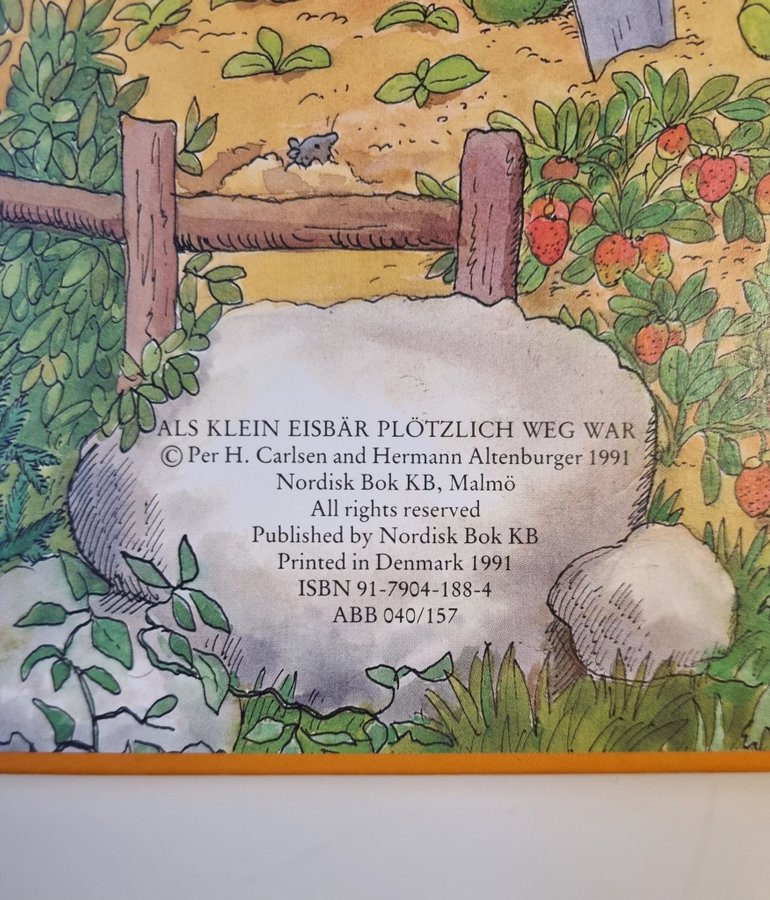 ALS KLEIN EISBÄR PLÖTZLICH WEG WAR
© Per H. Carlsen and Hermann Altenburger 1991
Nordisk Bok KB, Malmö
All rights reserved
Published by Nordisk Bok KB
Printed in Denmark 1991
ISBN 91-7904-188-4
ABB 040/157